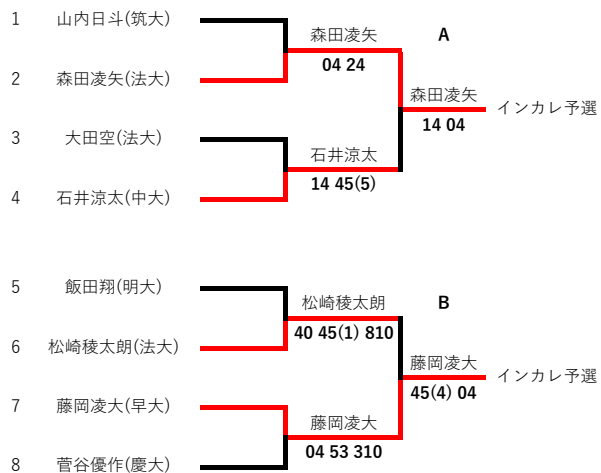 1 山内日斗(筑大)
森田凌矢 A
04 24
2 森田凌矢(法大)
森田凌矢 インカレ予選
14 04
3 大田空(法大)
石井涼太
14 45(5)
4 石井涼太(中大)
5 飯田翔(明大)
松崎稜太朗 B
40 45(1) 810
6 松崎稜太朗(法大)
藤岡凌大 インカレ予選
45(4) 04
7 藤岡凌大(早大)
藤岡凌大
04 53 310
8 菅谷優作(慶大)